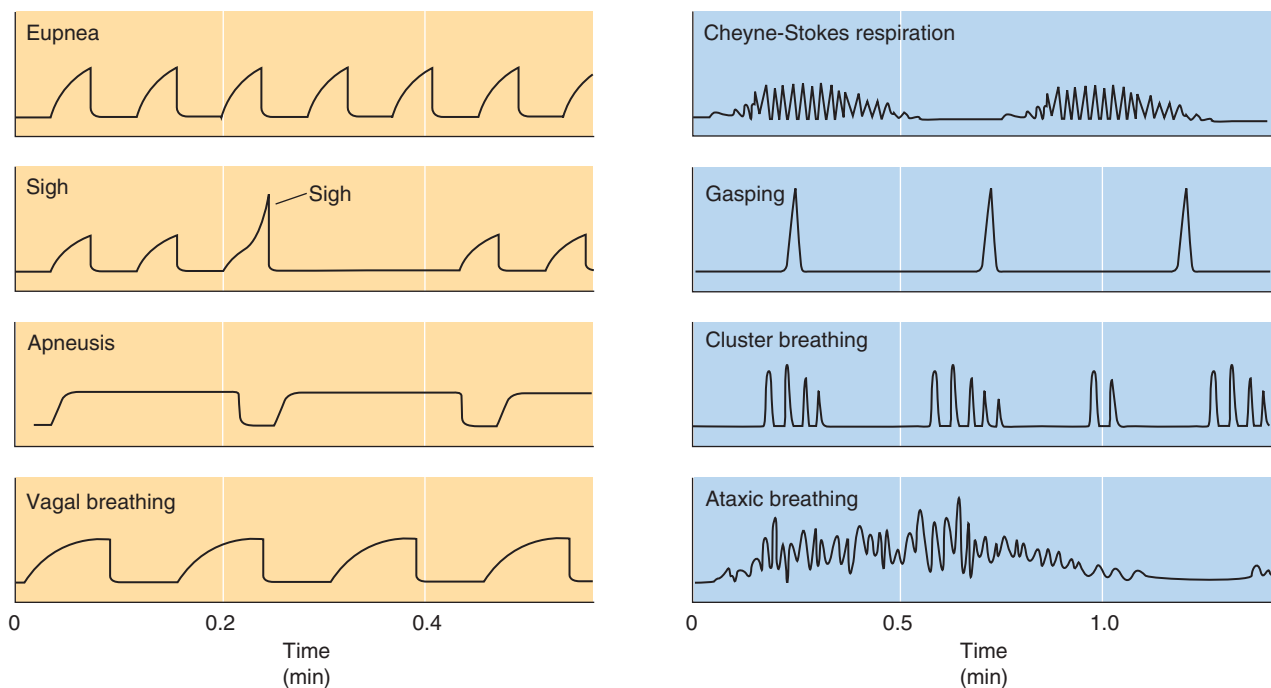 Eupnea
Sigh
Sigh
Apneusis
Vagal breathing
0 0.2 0.4
Time
(min)
Cheyne-Stokes respiration
Gasping
Cluster breathing
Ataxic breathing
0 0.5 1.0
Time
(min)